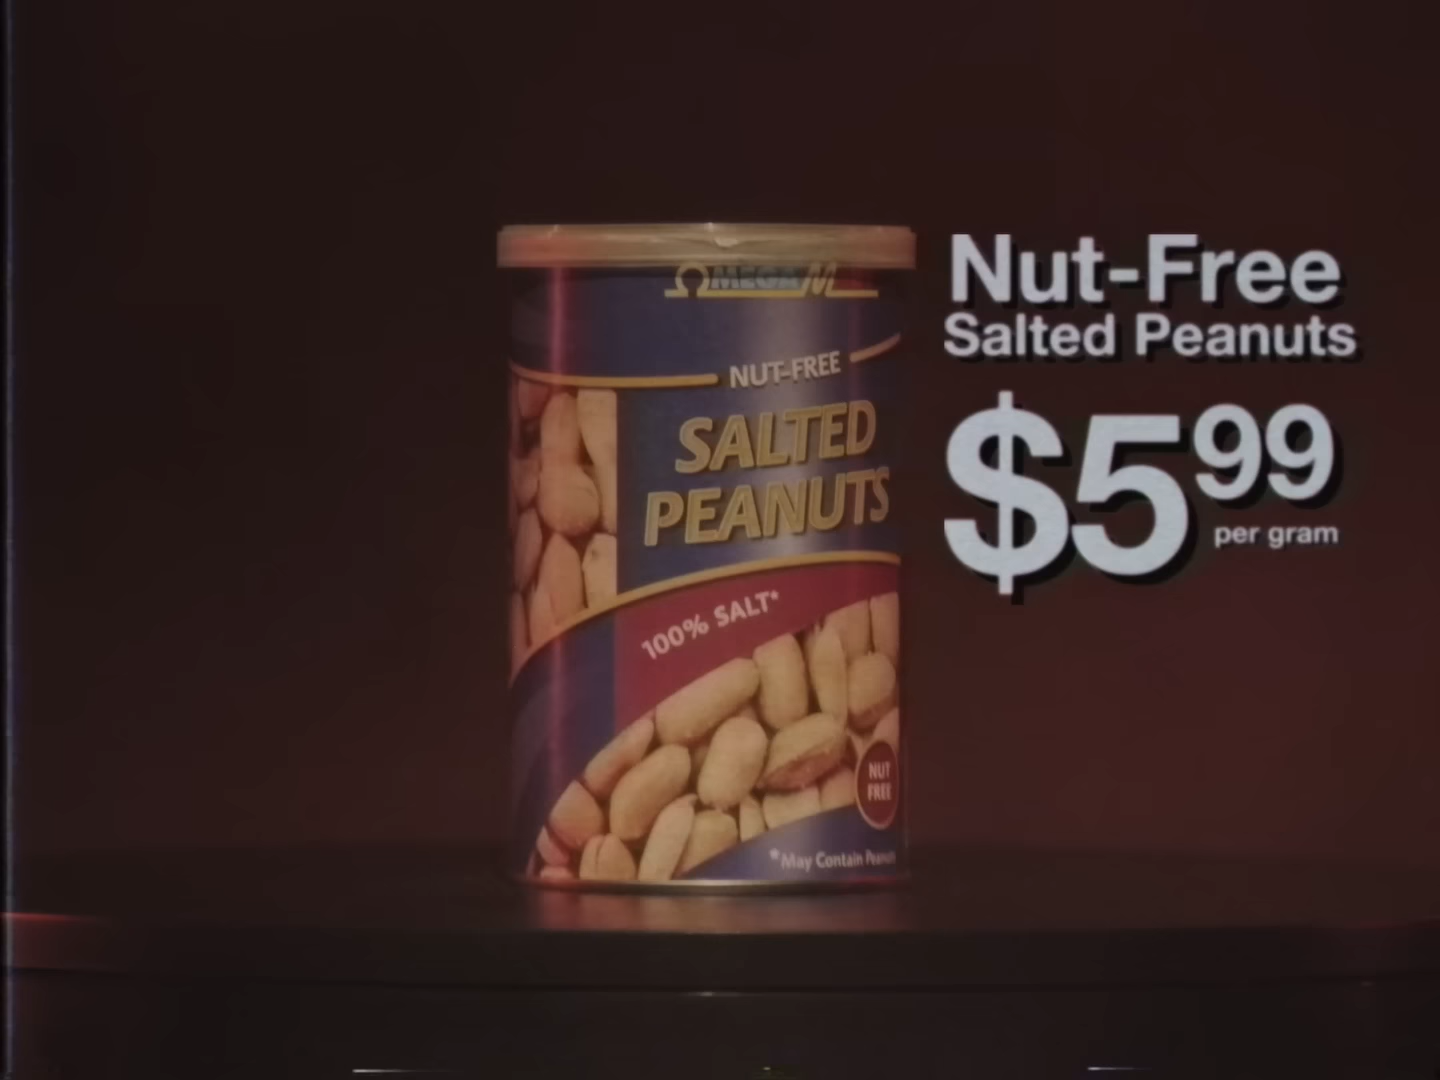 ΩMEGA M
NUT-FREE
SALTED
PEANUTS
100% SALT*
NUT
FREE
*May Contain Peanuts
Nut-Free
Salted Peanuts
$5 99
per gram